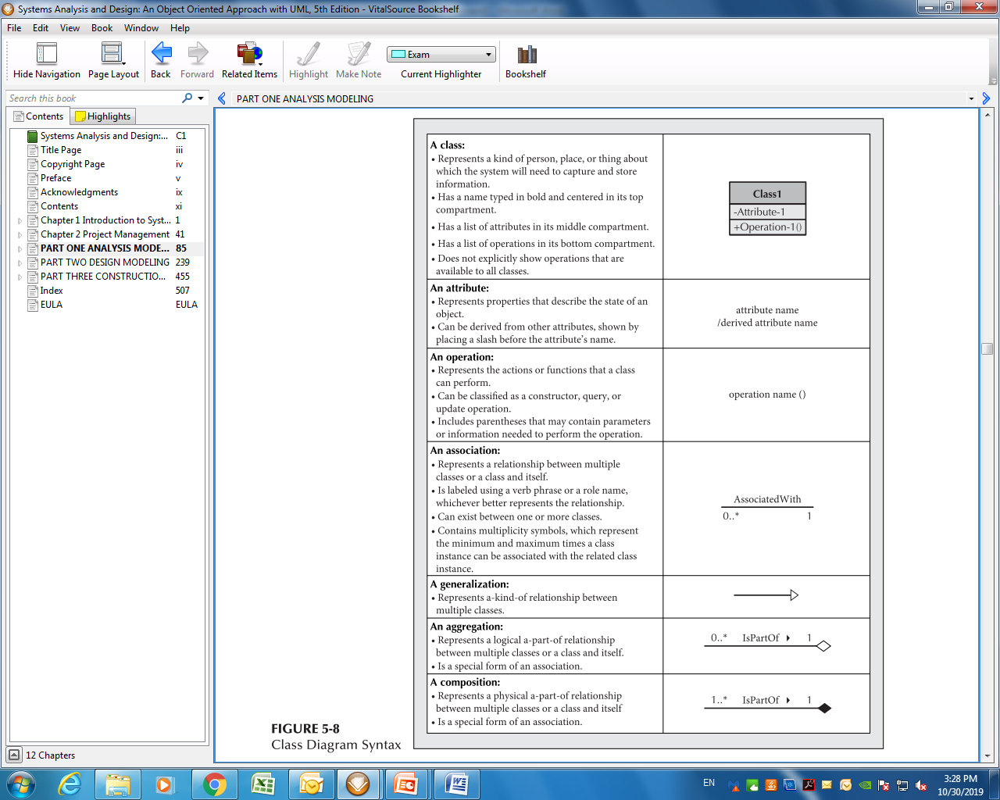 Systems Analysis and Design: An Object Oriented Approach with UML, 5th Edition - VitalSource Bookshelf
File Edit View Book Window Help
Hide Navigation Page Layout Back Forward Related Items Highlight Make Note Exam Current Highlighter Bookshelf
Search this book
PART ONE ANALYSIS MODELING
Contents Highlights
Systems Analysis and Design:... C1
Title Page iii
Copyright Page iv
Preface v
Acknowledgments ix
Contents xi
Chapter 1 Introduction to Syst... 1
Chapter 2 Project Management 41
PART ONE ANALYSIS MODE... 85
PART TWO DESIGN MODELING 239
PART THREE CONSTRUCTIO... 455
Index 507
EULA EULA
12 Chapters
A class:
• Represents a kind of person, place, or thing about
which the system will need to capture and store
information.
• Has a name typed in bold and centered in its top
compartment.
• Has a list of attributes in its middle compartment.
• Has a list of operations in its bottom compartment.
• Does not explicitly show operations that are
available to all classes.
Class1
-Attribute-1
+Operation-1()
An attribute:
• Represents properties that describe the state of an
object.
• Can be derived from other attributes, shown by
placing a slash before the attribute's name.
attribute name
/derived attribute name
An operation:
• Represents the actions or functions that a class
can perform.
• Can be classified as a constructor, query, or
update operation.
• Includes parentheses that may contain parameters
or information needed to perform the operation.
operation name ()
An association:
• Represents a relationship between multiple
classes or a class and itself.
• Is labeled using a verb phrase or a role name,
whichever better represents the relationship.
• Can exist between one or more classes.
• Contains multiplicity symbols, which represent
the minimum and maximum times a class
instance can be associated with the related class
instance.
AssociatedWith
0..* 1
A generalization:
• Represents a-kind-of relationship between
multiple classes.
An aggregation:
• Represents a logical a-part-of relationship
between multiple classes or a class and itself.
• Is a special form of an association.
0..* IsPartOf 1
A composition:
• Represents a physical a-part-of relationship
between multiple classes or a class and itself
• Is a special form of an association.
1..* IsPartOf 1
FIGURE 5-8
Class Diagram Syntax
EN
3:28 PM
10/30/2019